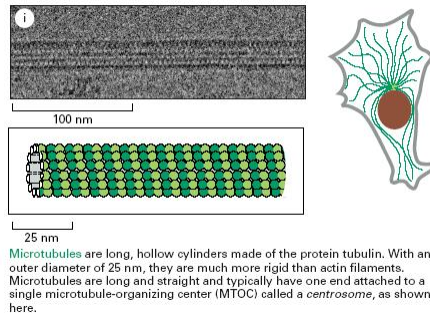 i
100 nm
25 nm
Microtubules are long, hollow cylinders made of the protein tubulin. With an
outer diameter of 25 nm, they are much more rigid than actin filaments.
Microtubules are long and straight and typically have one end attached to a
single microtubule-organizing center (MTOC) called a centrosome, as shown
here.